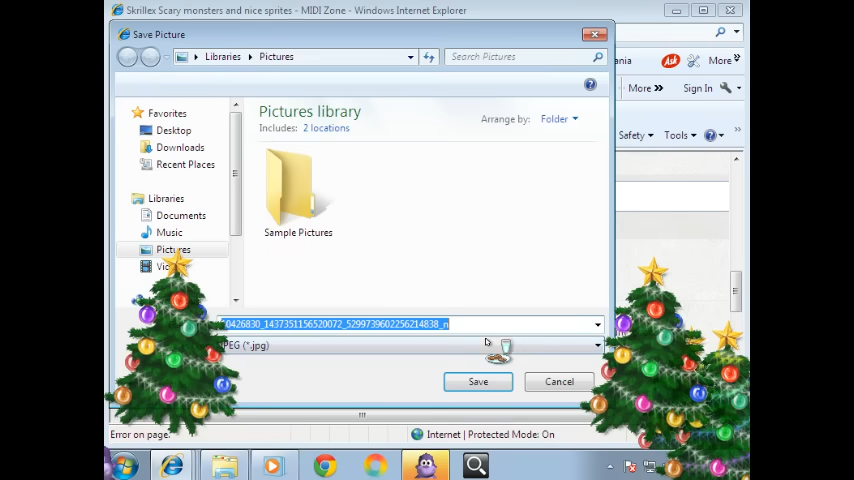 Skrillex Scary monsters and nice sprites - MIDI Zone - Windows Internet Explorer
Save Picture
Libraries
Pictures
Search Pictures
Ask
More
Favorites
Desktop
Downloads
Recent Places
Pictures library
Includes: 2 locations
Arrange by:
Folder
More
Sign In
Safety
Tools
Libraries
Documents
Music
Pictures
Sample Pictures
0426830_1437351156520072_5299739602256214838_n
PEG (*.jpg)
Save
Cancel
Error on page.
Internet | Protected Mode: On